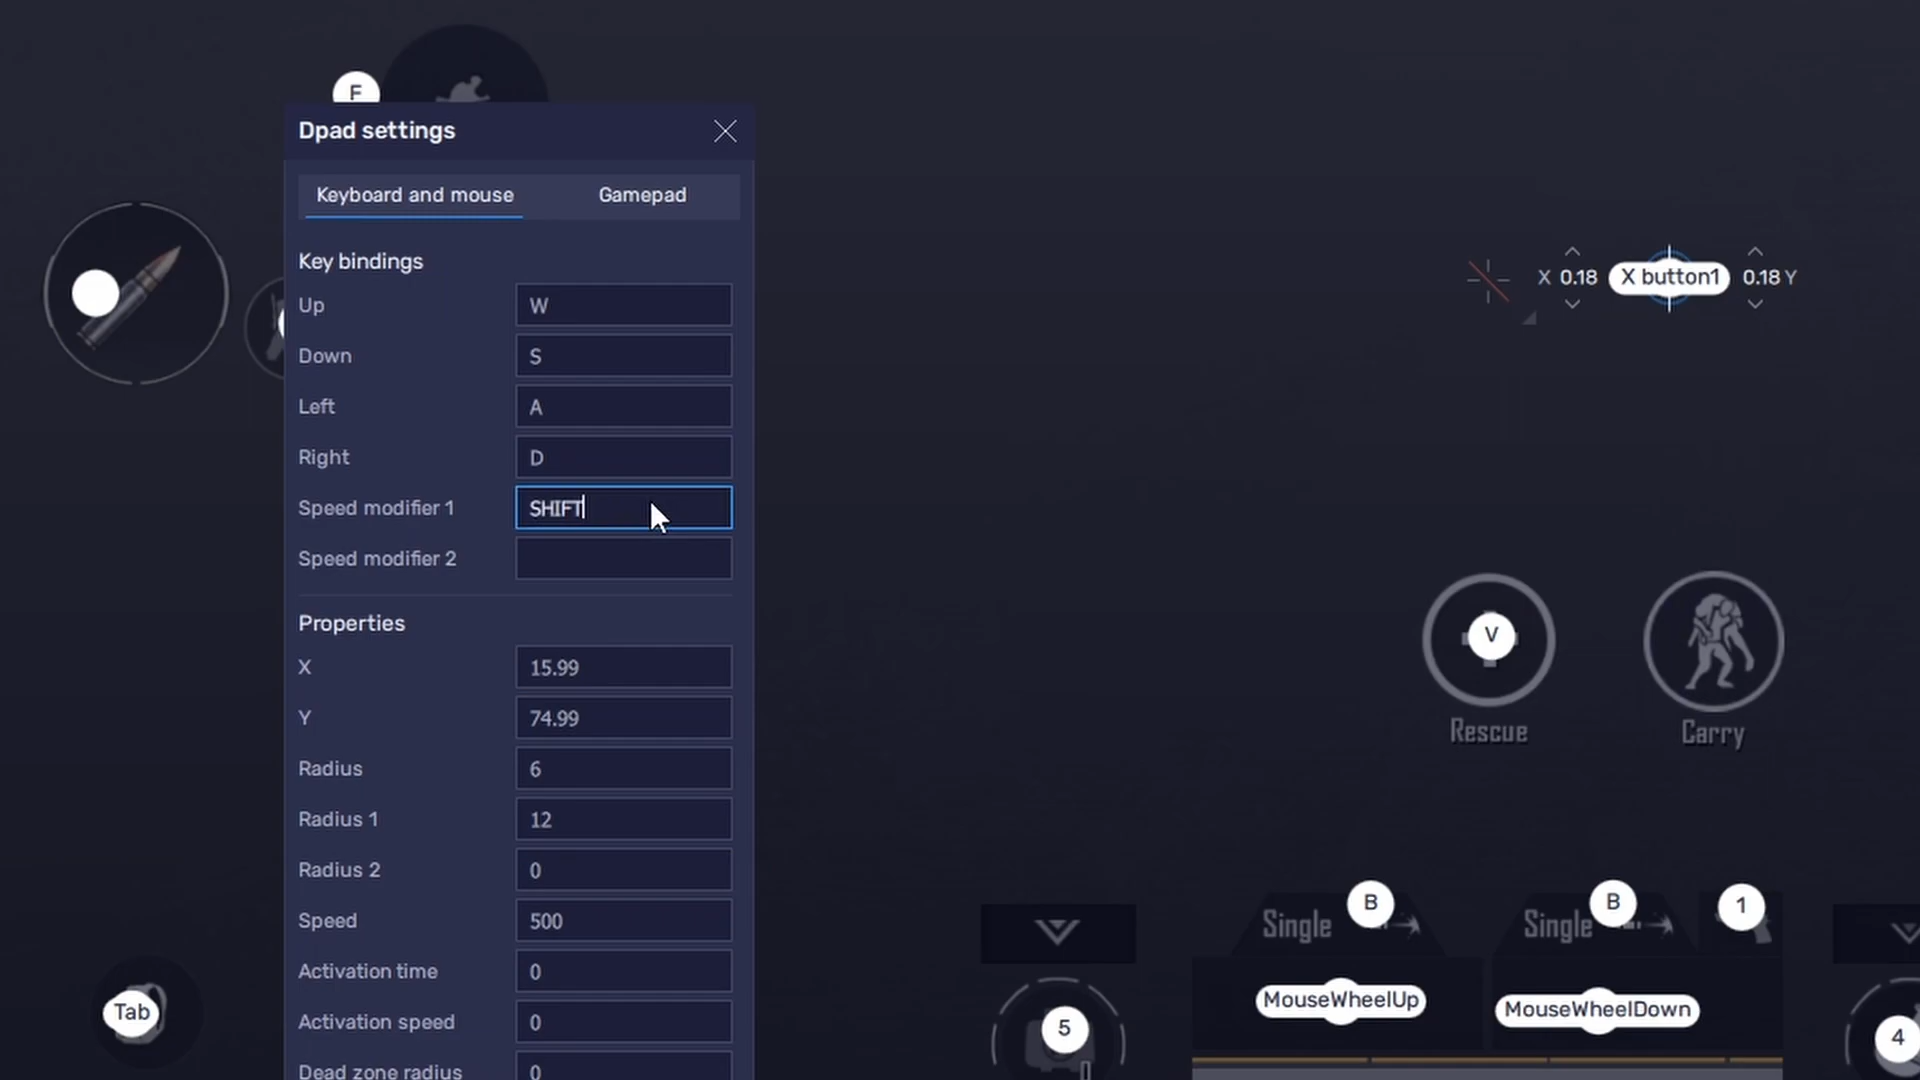 F
Dpad settings
Keyboard and mouse
Gamepad
Key bindings
Up
W
Down
S
Left
A
Right
D
Speed modifier 1
SHIFT
Speed modifier 2
Properties
X
15.99
Y
74.99
Radius
6
Radius 1
12
Radius 2
0
Speed
500
Activation time
0
Activation speed
0
Dead zone radius
0
X 0.18
X button1
0.18 Y
V
Rescue
Carry
Single
B
Single
B
1
MouseWheelUp
MouseWheelDown
Tab
5
0
4